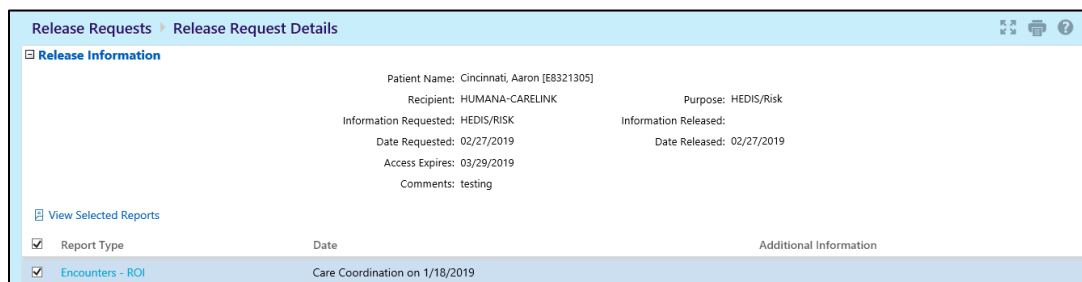 Release Requests Release Request Details
Release Information
Patient Name: Cincinnati, Aaron [E8321305]
Recipient: HUMANA-CARELINK Purpose: HEDIS/Risk
Information Requested: HEDIS/RISK Information Released:
Date Requested: 02/27/2019 Date Released: 02/27/2019
Access Expires: 03/29/2019
Comments: testing
View Selected Reports
Report Type Date Additional Information
Encounters - ROI Care Coordination on 1/18/2019